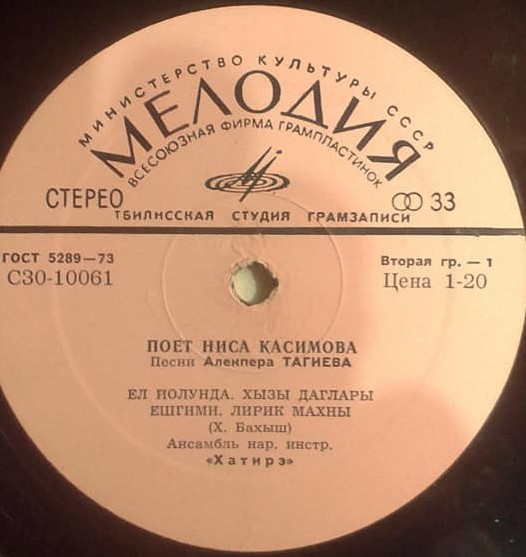 МИНИСТЕРСТВО КУЛЬТУРЫ СССР
МЕЛОДИЯ
ВСЕСОЮЗНАЯ ФИРМА ГРАМПЛАСТИНОК
СТЕРЕО 33
ТБИЛИССКАЯ СТУДИЯ ГРАМЗАПИСИ
ГОСТ 5289—73 Вторая гр. — 1
С30-10061 Цена 1-20
ПОЕТ НИСА КАСИМОВА
Песни Алекпера ТАГИЕВА
ЕЛ ЙОЛУНДА. ХЫЗЫ ДАГЛАРЫ
ЕШГИМИ. ЛИРИК МАХНЫ
(Х. Бахыш)
Ансамбль нар. инстр.
«Хатирэ»